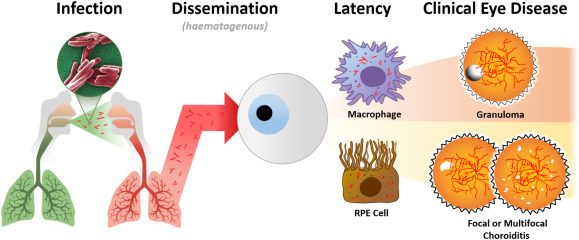 Infection
Dissemination
(haematogenous)
Latency
Clinical Eye Disease
Macrophage
Granuloma
RPE Cell
Focal or Multifocal
Choroiditis